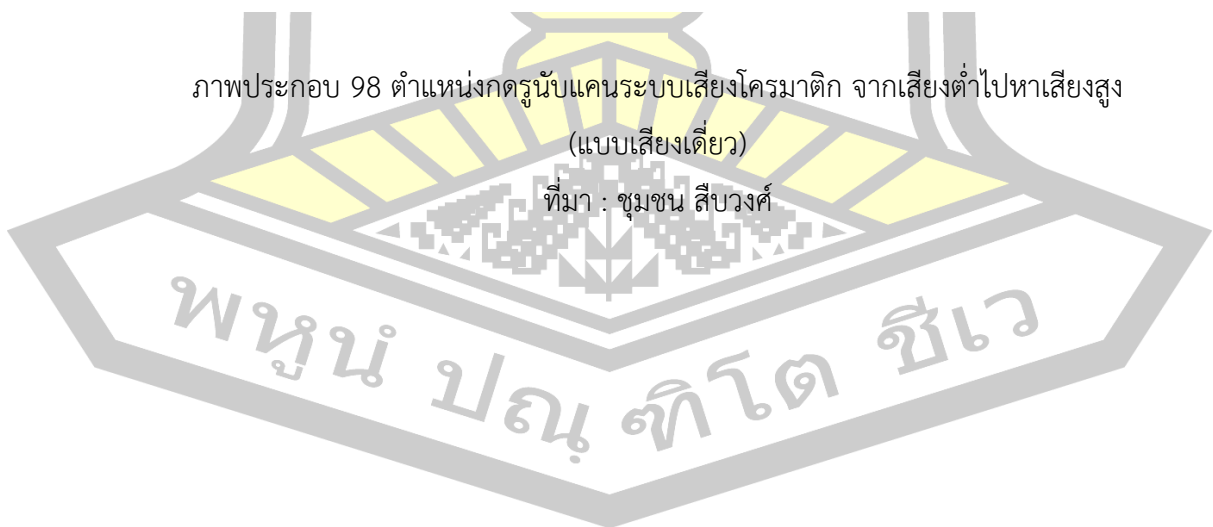 ภาพประกอบ 98 ตำแหน่งกดรูนับแคนระบบเสียงโครมาติก จากเสียงต่ำไปหาเสียงสูง
(แบบเสียงเดี่ยว)
ที่มา : ชุมชน สืบวงศ์
พหูนํ ปณฺฑิโต ชีเว